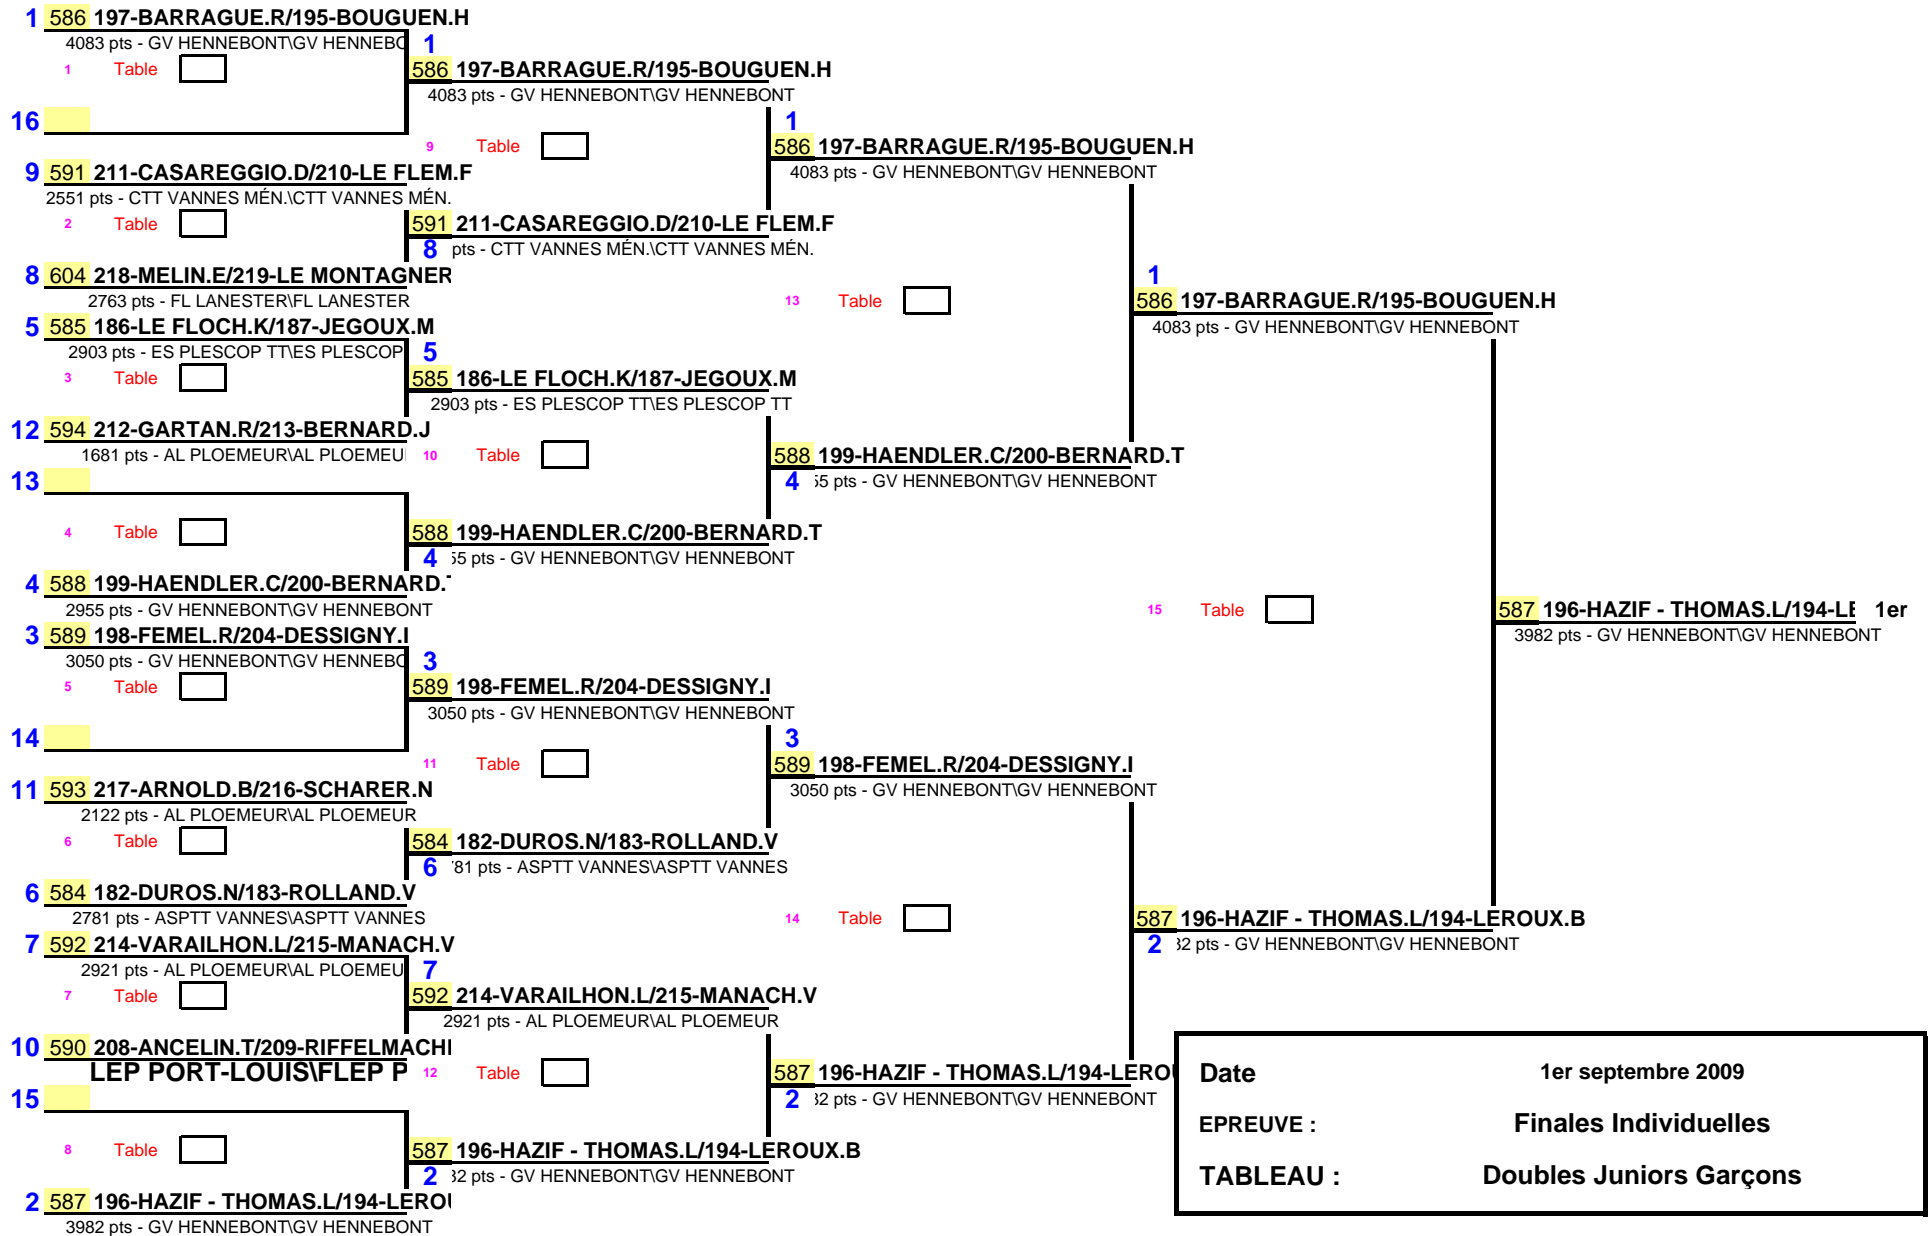 1 586 197-BARRAGUE.R/195-BOUGUEN.H
4083 pts - GV HENNEBONT\GV HENNEBO
1 Table
16
9 591 211-CASAREGGIO.D/210-LE FLEM.F
2551 pts - CTT VANNES MÉN.\CTT VANNES MÉN.
2 Table
8 604 218-MELIN.E/219-LE MONTAGNER
2763 pts - FL LANESTER\FL LANESTER
5 585 186-LE FLOCH.K/187-JEGOUX.M
2903 pts - ES PLESCOP TT\ES PLESCOP
3 Table
12 594 212-GARTAN.R/213-BERNARD.J
1681 pts - AL PLOEMEUR\AL PLOEMEU
13
4 Table
4 588 199-HAENDLER.C/200-BERNARD.
2955 pts - GV HENNEBONT\GV HENNEBONT
3 589 198-FEMEL.R/204-DESSIGNY.I
3050 pts - GV HENNEBONT\GV HENNEBO
5 Table
14
11 593 217-ARNOLD.B/216-SCHARER.N
2122 pts - AL PLOEMEUR\AL PLOEMEUR
6 Table
6 584 182-DUROS.N/183-ROLLAND.V
2781 pts - ASPTT VANNES\ASPTT VANNES
7 592 214-VARAILHON.L/215-MANACH.V
2921 pts - AL PLOEMEUR\AL PLOEMEU
7 Table
10 590 208-ANCELIN.T/209-RIFFELMACH
LEP PORT-LOUIS\FLEP P
15
8 Table
2 587 196-HAZIF - THOMAS.L/194-LEROU
3982 pts - GV HENNEBONT\GV HENNEBONT
1
586 197-BARRAGUE.R/195-BOUGUEN.H
4083 pts - GV HENNEBONT\GV HENNEBONT
9 Table
591 211-CASAREGGIO.D/210-LE FLEM.F
8 pts - CTT VANNES MÉN.\CTT VANNES MÉN.
5
585 186-LE FLOCH.K/187-JEGOUX.M
2903 pts - ES PLESCOP TT\ES PLESCOP TT
10 Table
588 199-HAENDLER.C/200-BERNARD.T
4 55 pts - GV HENNEBONT\GV HENNEBONT
3
589 198-FEMEL.R/204-DESSIGNY.I
3050 pts - GV HENNEBONT\GV HENNEBONT
11 Table
584 182-DUROS.N/183-ROLLAND.V
6 81 pts - ASPTT VANNES\ASPTT VANNES
7
592 214-VARAILHON.L/215-MANACH.V
2921 pts - AL PLOEMEUR\AL PLOEMEUR
12 Table
587 196-HAZIF - THOMAS.L/194-LEROUX.B
2 32 pts - GV HENNEBONT\GV HENNEBONT
1
586 197-BARRAGUE.R/195-BOUGUEN.H
4083 pts - GV HENNEBONT\GV HENNEBONT
13 Table
588 199-HAENDLER.C/200-BERNARD.T
4 55 pts - GV HENNEBONT\GV HENNEBONT
3
589 198-FEMEL.R/204-DESSIGNY.I
3050 pts - GV HENNEBONT\GV HENNEBONT
14 Table
587 196-HAZIF - THOMAS.L/194-LEROU
2 32 pts - GV HENNEBONT\GV HENNEBONT
1
586 197-BARRAGUE.R/195-BOUGUEN.H
4083 pts - GV HENNEBONT\GV HENNEBONT
15 Table
587 196-HAZIF - THOMAS.L/194-LEROUX.B
2 32 pts - GV HENNEBONT\GV HENNEBONT
587 196-HAZIF - THOMAS.L/194-LE 1er
3982 pts - GV HENNEBONT\GV HENNEBONT
Date 1er septembre 2009
EPREUVE : Finales Individuelles
TABLEAU : Doubles Juniors Garçons